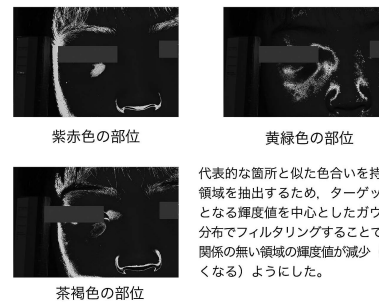 紫赤色の部位
黄緑色の部位
茶褐色の部位
代表的な箇所と似た色合いを持
領域を抽出するため，ターゲッ
となる輝度値を中心としたガウ
分布でフィルタリングすることで
関係の無い領域の輝度値が減少（
くなる）ようにした。